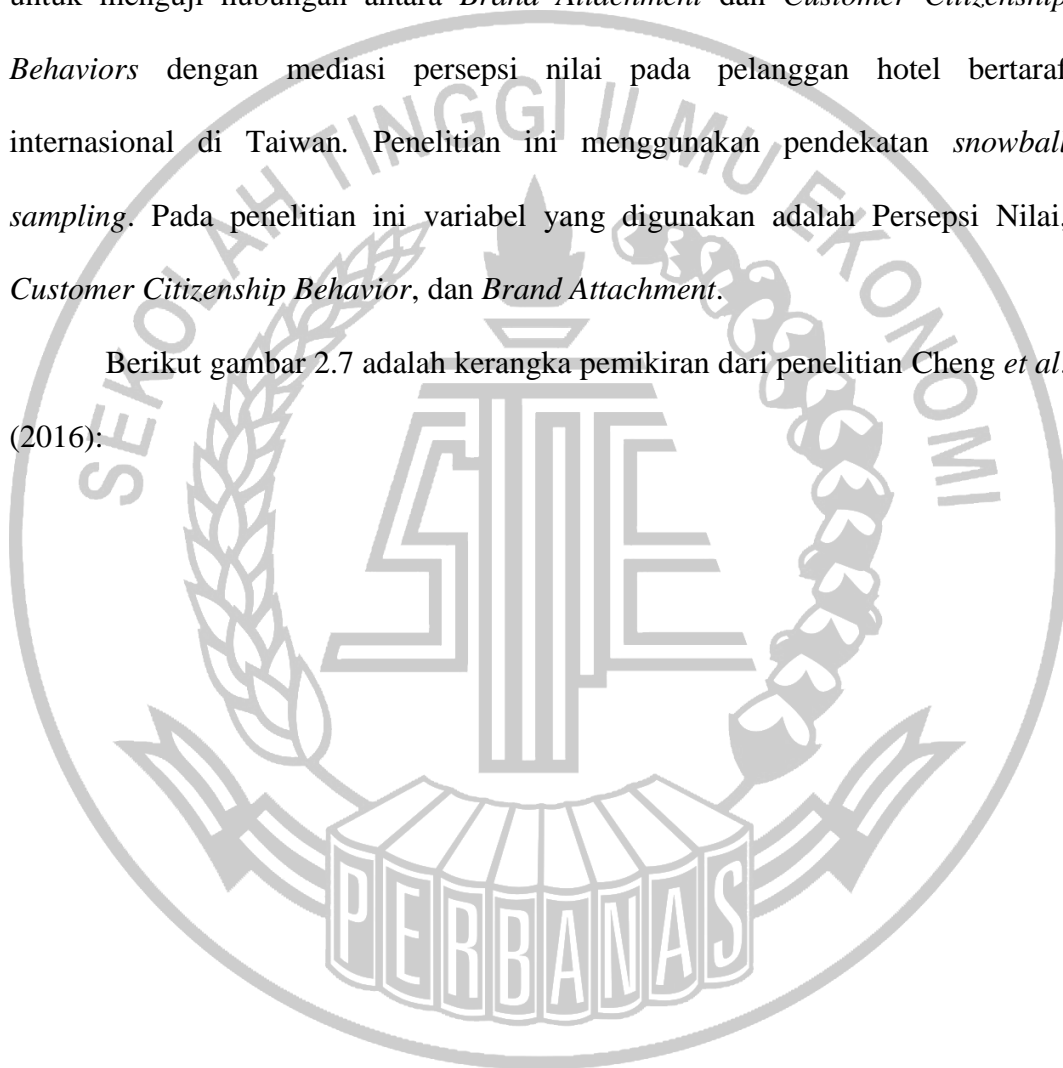 untuk menguji hubungan antara Brand Attachment dan Customer Citizenship
Behaviors dengan mediasi persepsi nilai pada pelanggan hotel bertaraf
internasional di Taiwan. Penelitian ini menggunakan pendekatan snowball
sampling. Pada penelitian ini variabel yang digunakan adalah Persepsi Nilai,
Customer Citizenship Behavior, dan Brand Attachment.
Berikut gambar 2.7 adalah kerangka pemikiran dari penelitian Cheng et al.
(2016):
SEKOLAH TINGGI ILMU EKONOMI
PERBANAS